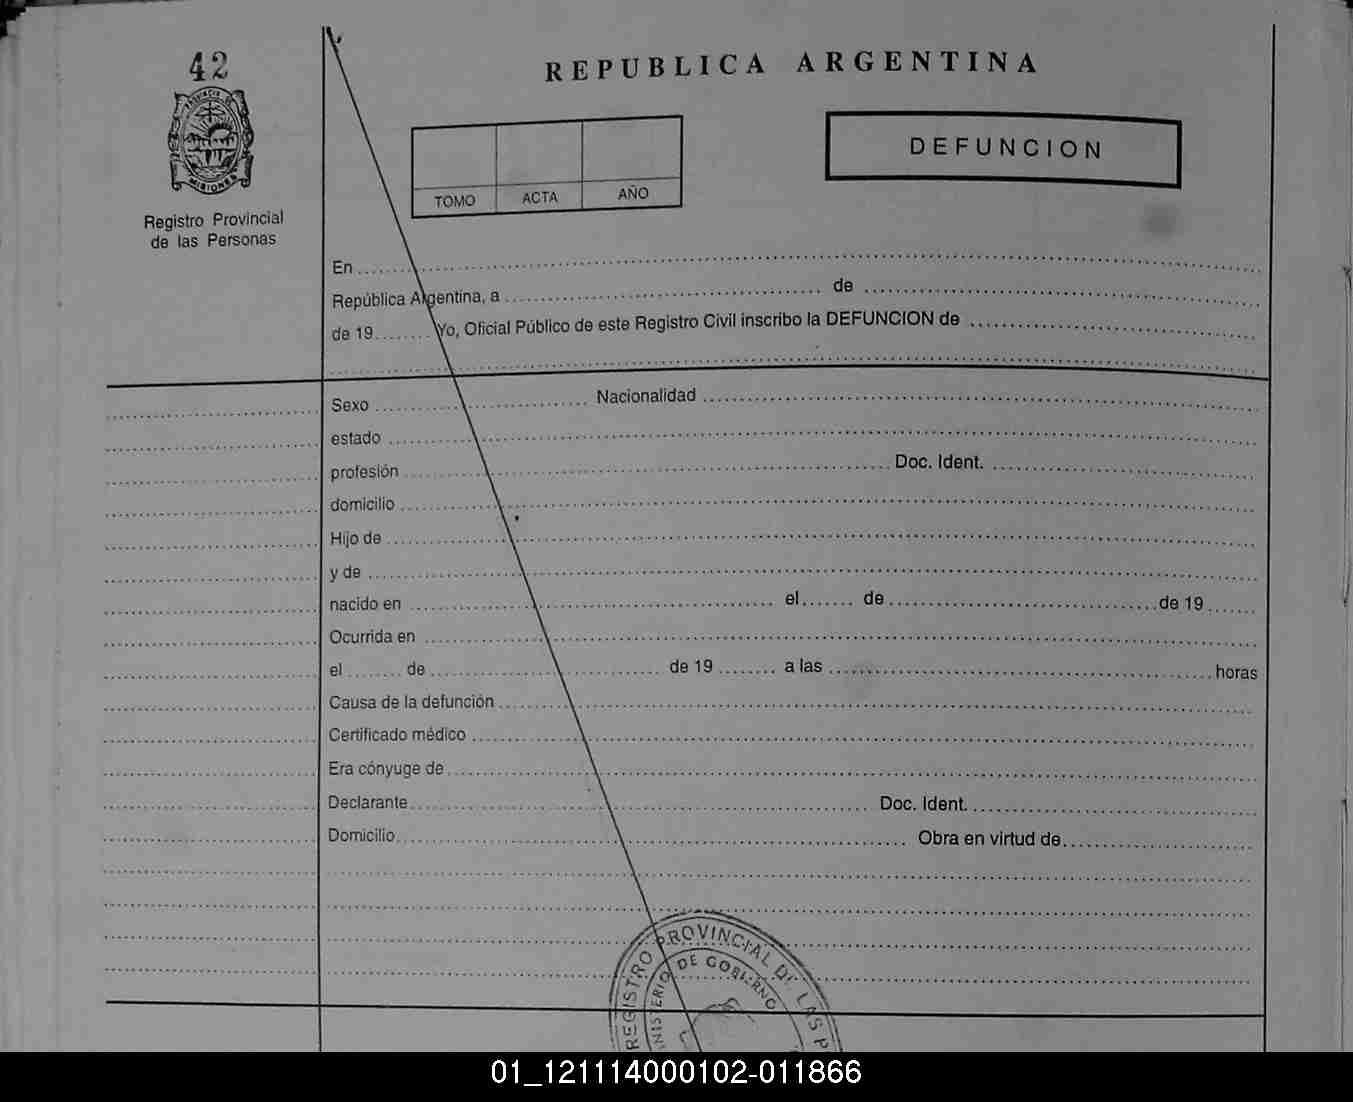 42
REPUBLICA ARGENTINA
PROVINCIA DE
MISIONES
Registro Provincial
de las Personas
TOMO ACTA AÑO
DEFUNCION
En
República Argentina, a de
de 19 Yo, Oficial Público de este Registro Civil inscribo la DEFUNCION de
Sexo Nacionalidad
estado
profesión Doc. Ident.
domicilio
Hijo de
y de
nacido en el de de 19
Ocurrida en
el de de 19 a las horas
Causa de la defunción
Certificado médico
Era cónyuge de
Declarante Doc. Ident.
Domicilio Obra en virtud de
REGISTRO PROVINCIAL DE LAS P
NISTERIO DE GOBIERNO
01_121114000102-011866